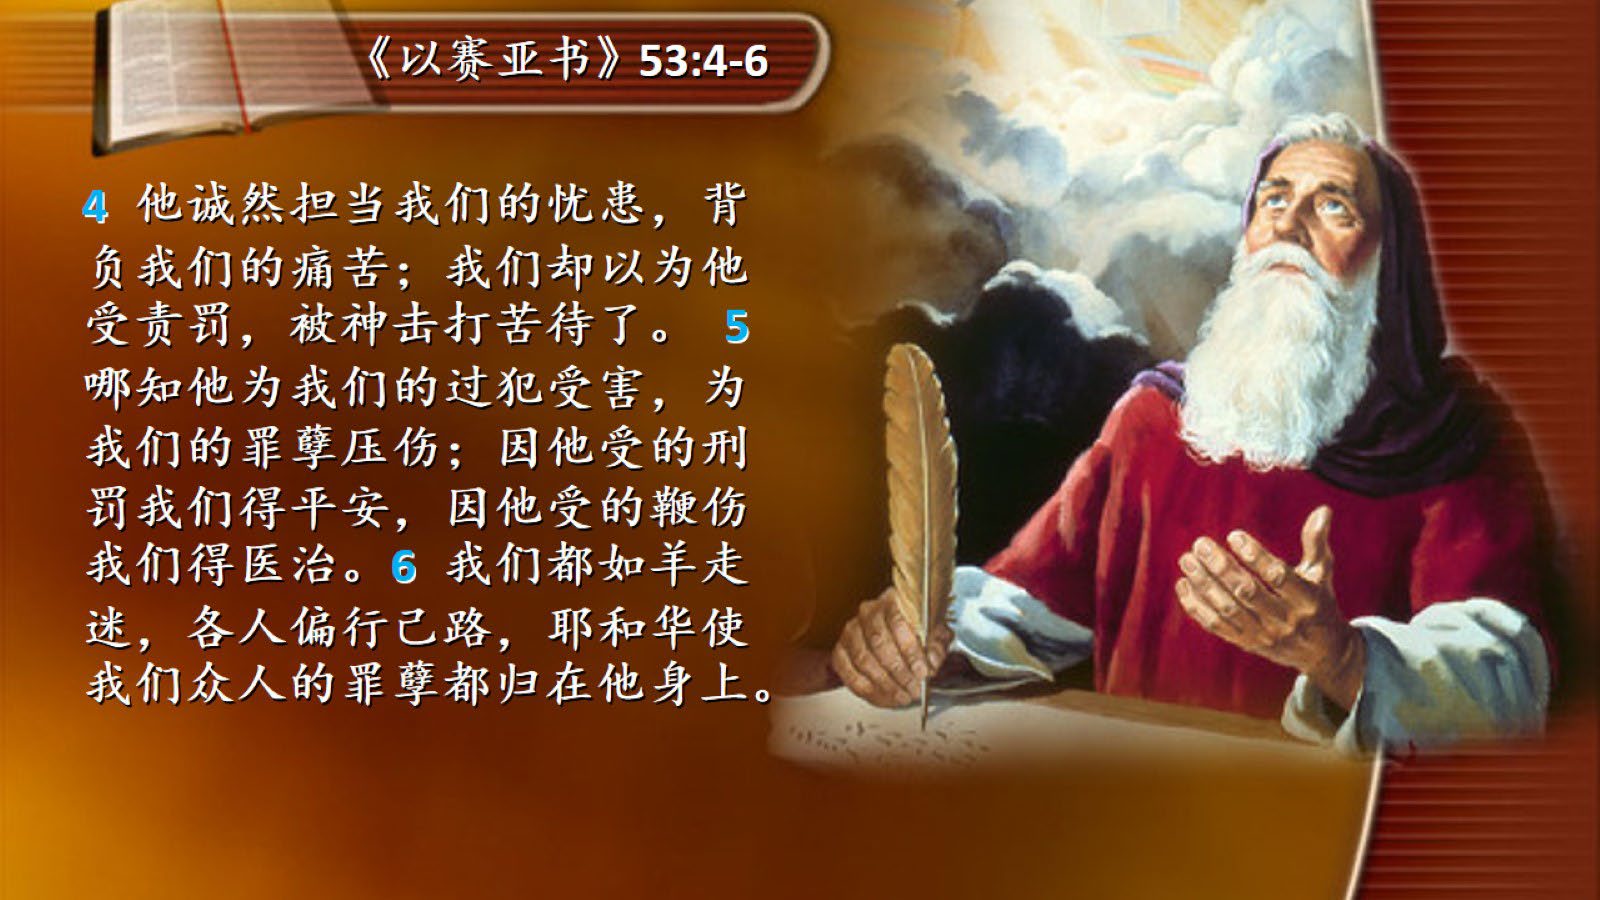 《以赛亚书》53:4-6
4 他诚然担当我们的忧患，背
负我们的痛苦；我们却以为他
受责罚，被神击打苦待了。 5
哪知他为我们的过犯受害，为
我们的罪孽压伤；因他受的刑
罚我们得平安，因他受的鞭伤
我们得医治。6 我们都如羊走
迷，各人偏行己路，耶和华使
我们众人的罪孽都归在他身上。